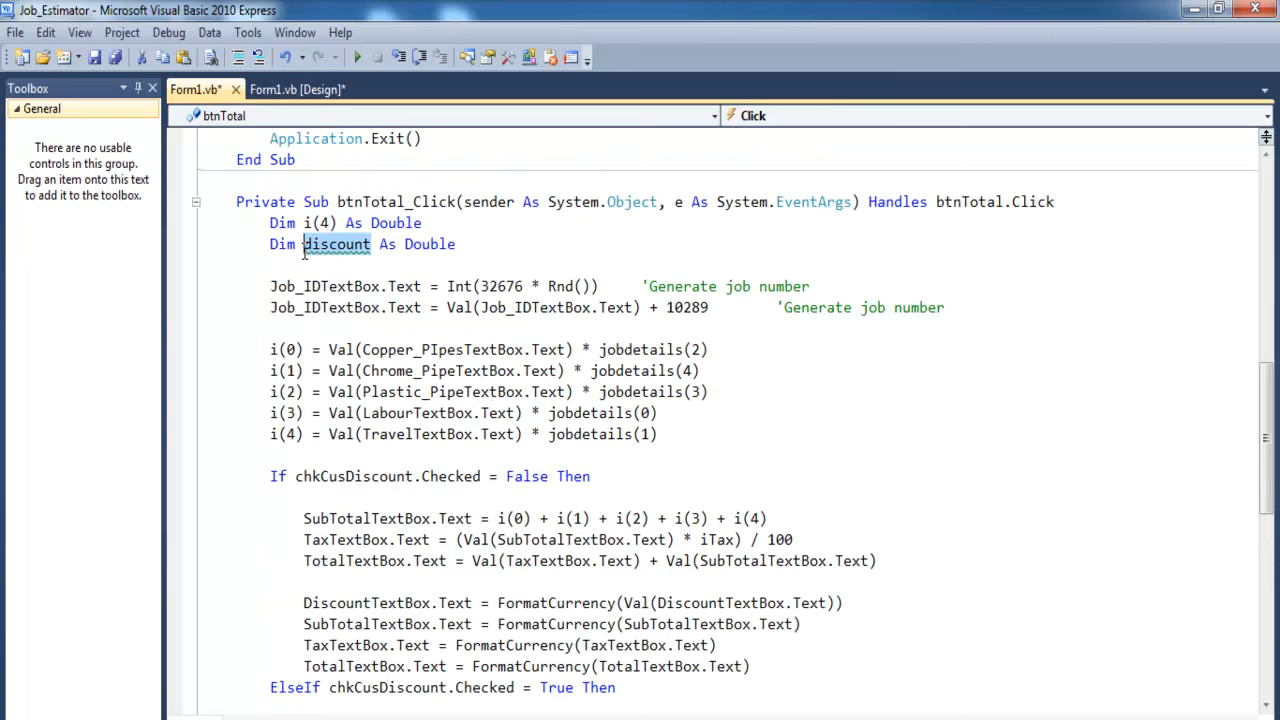 Job_Estimator - Microsoft Visual Basic 2010 Express
File Edit View Project Debug Data Tools Window Help
Toolbox
General
There are no usable
controls in this group.
Drag an item onto this text
to add it to the toolbox.
Form1.vb* Form1.vb [Design]*
btnTotal Click
Application.Exit()
End Sub
Private Sub btnTotal_Click(sender As System.Object, e As System.EventArgs) Handles btnTotal.Click
Dim i(4) As Double
Dim discount As Double
Job_IDTextBox.Text = Int(32676 * Rnd()) 'Generate job number
Job_IDTextBox.Text = Val(Job_IDTextBox.Text) + 10289 'Generate job number
i(0) = Val(Copper_PIpesTextBox.Text) * jobdetails(2)
i(1) = Val(Chrome_PipeTextBox.Text) * jobdetails(4)
i(2) = Val(Plastic_PipeTextBox.Text) * jobdetails(3)
i(3) = Val(LabourTextBox.Text) * jobdetails(0)
i(4) = Val(TravelTextBox.Text) * jobdetails(1)
If chkCusDiscount.Checked = False Then
SubTotalTextBox.Text = i(0) + i(1) + i(2) + i(3) + i(4)
TaxTextBox.Text = (Val(SubTotalTextBox.Text) * iTax) / 100
TotalTextBox.Text = Val(TaxTextBox.Text) + Val(SubTotalTextBox.Text)
DiscountTextBox.Text = FormatCurrency(Val(DiscountTextBox.Text))
SubTotalTextBox.Text = FormatCurrency(SubTotalTextBox.Text)
TaxTextBox.Text = FormatCurrency(TaxTextBox.Text)
TotalTextBox.Text = FormatCurrency(TotalTextBox.Text)
ElseIf chkCusDiscount.Checked = True Then